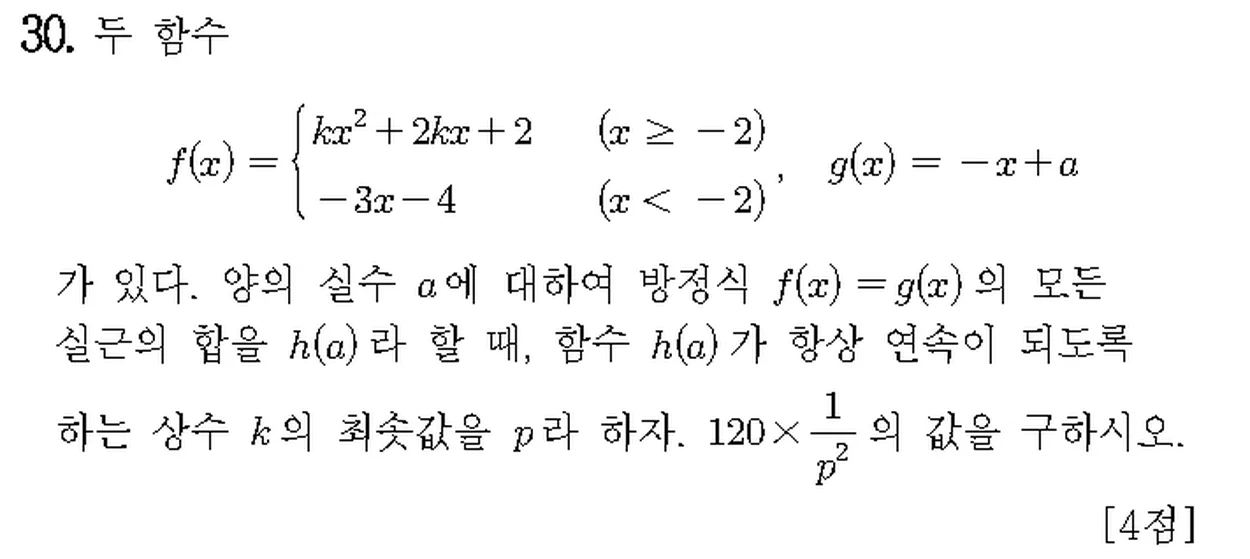 30. 두 함수
f(x) = { kx² + 2kx + 2 (x ≥ -2)
-3x - 4 (x < -2) , g(x) = -x + a
가 있다. 양의 실수 a에 대하여 방정식 f(x) = g(x)의 모든
실근의 합을 h(a)라 할 때, 함수 h(a)가 항상 연속이 되도록
하는 상수 k의 최솟값을 p라 하자. 120 × 1/p² 의 값을 구하시오.
[4점]